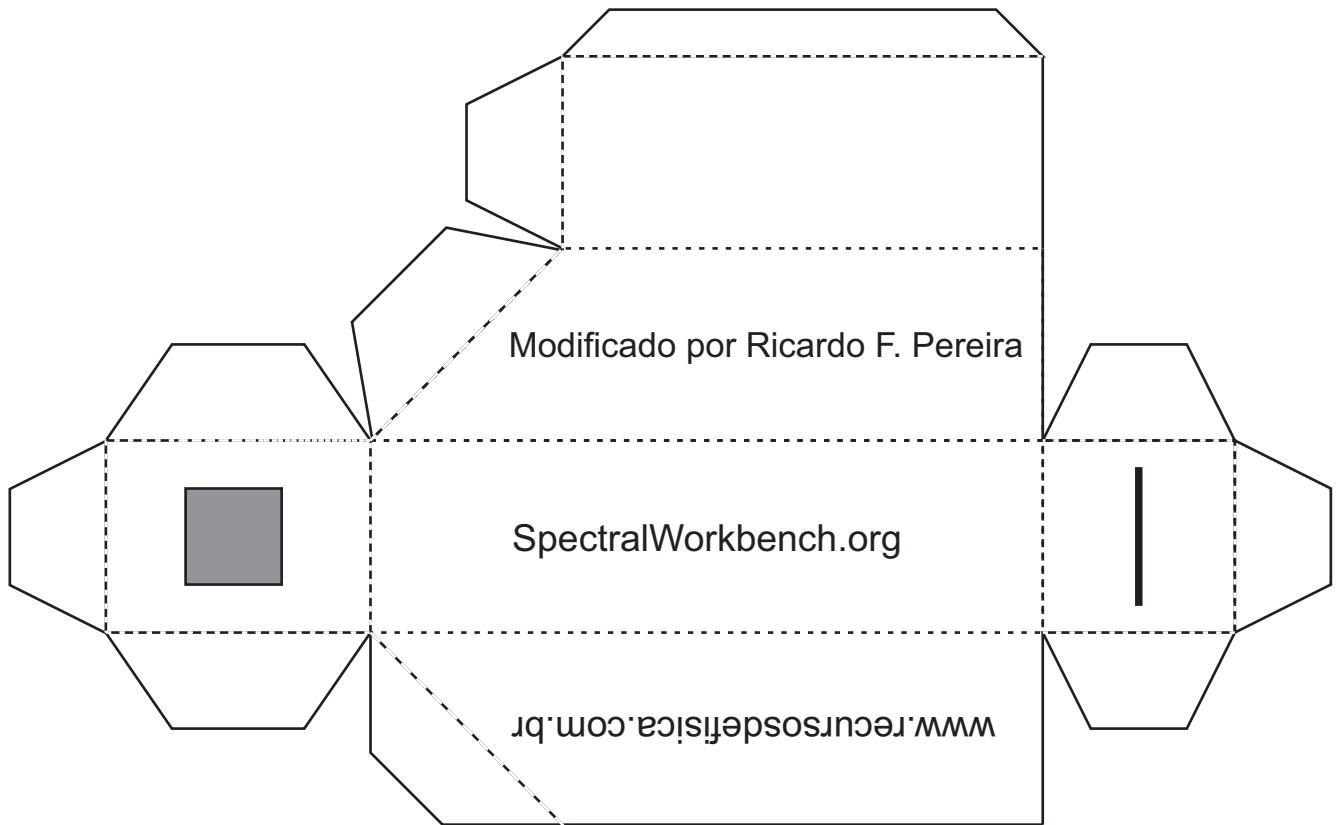 Modificado por Ricardo F. Pereira
SpectralWorkbench.org
www.recursosdefisica.com.br